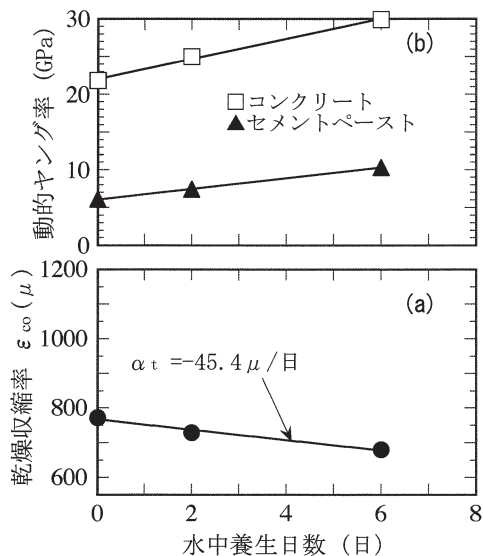 30
(b)
20
□コンクリート
▲セメントペースト
10
0
動的ヤング率 (GPa)
1200
(a)
1000
αt =-45.4μ/日
800
600
乾燥収縮率 εco(μ)
0 2 4 6 8
水中養生日数 (日)